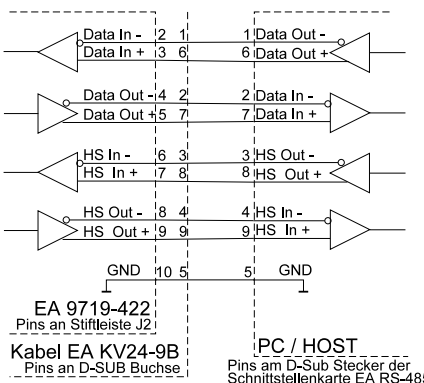 Data In - 2 1 1 Data Out -
Data In + 3 6 6 Data Out +
Data Out - 4 2 2 Data In -
Data Out + 5 7 7 Data In +
HS In - 6 3 3 HS Out -
HS In + 7 8 8 HS Out +
HS Out - 8 4 4 HS In -
HS Out + 9 9 9 HS In +
GND 10 5 5 GND
EA 9719-422
Pins an Stiftleiste J2
Kabel EA KV24-9B
Pins an D-SUB Buchse
PC / HOST
Pins am D-Sub Stecker der
Schnittstellenkarte EA RS-485